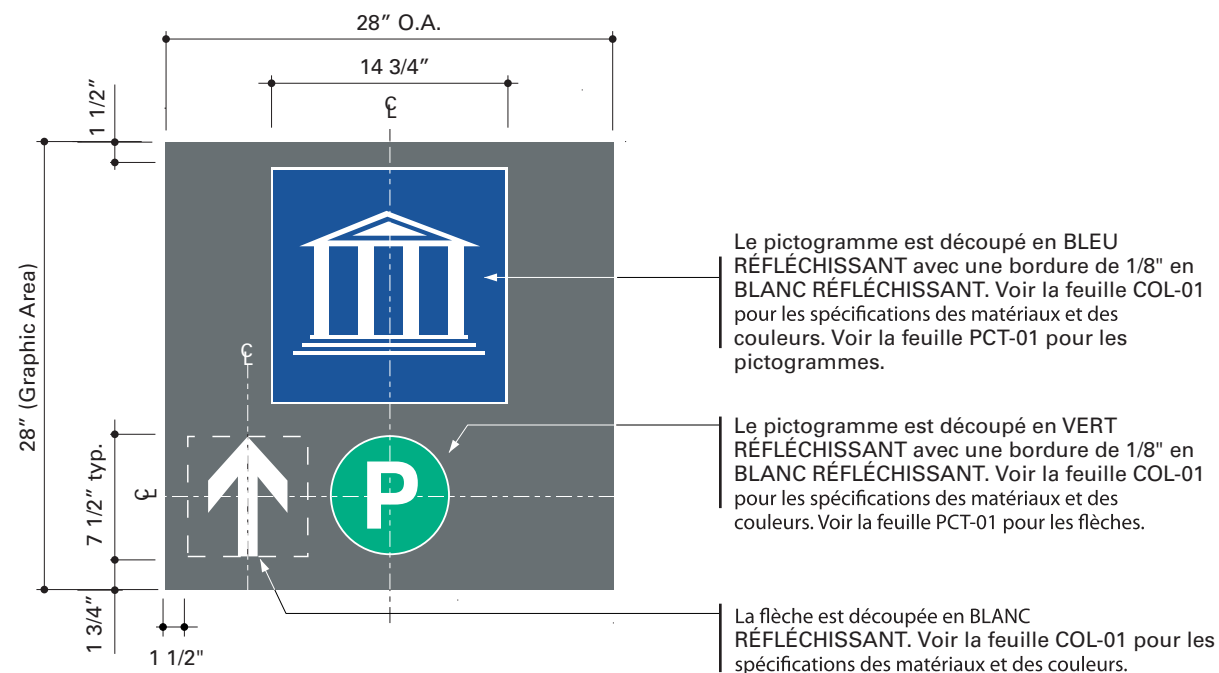 28″ O.A.
14 3/4″
℄
1 1/2″
28″ (Graphic Area)
℄
7 1/2″ typ.
℄
P
1 3/4″
1 1/2"
Le pictogramme est découpé en BLEU
RÉFLÉCHISSANT avec une bordure de 1/8" en
BLANC RÉFLÉCHISSANT. Voir la feuille COL-01
pour les spécifications des matériaux et des
couleurs. Voir la feuille PCT-01 pour les
pictogrammes.
Le pictogramme est découpé en VERT
RÉFLÉCHISSANT avec une bordure de 1/8" en
BLANC RÉFLÉCHISSANT. Voir la feuille COL-01
pour les spécifications des matériaux et des
couleurs. Voir la feuille PCT-01 pour les flèches.
La flèche est découpée en BLANC
RÉFLÉCHISSANT. Voir la feuille COL-01 pour les
spécifications des matériaux et des couleurs.